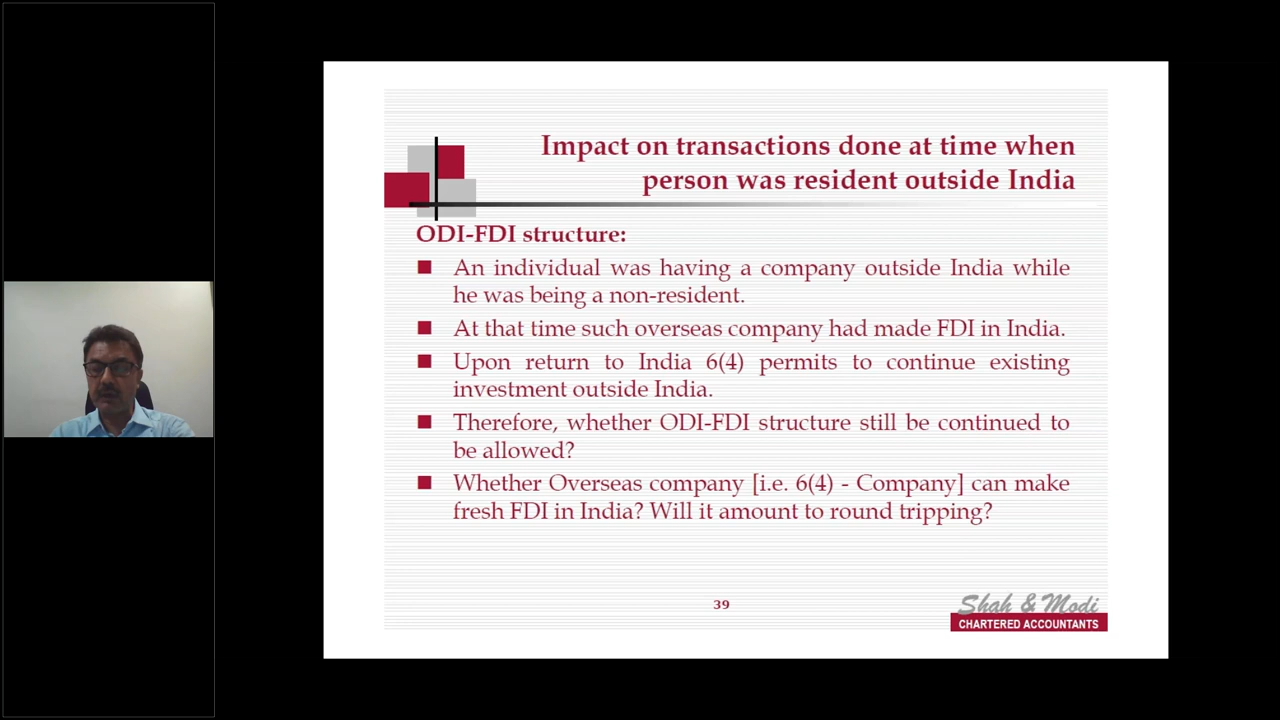 Impact on transactions done at time when
person was resident outside India
ODI-FDI structure:
An individual was having a company outside India while
he was being a non-resident.
At that time such overseas company had made FDI in India.
Upon return to India 6(4) permits to continue existing
investment outside India.
Therefore, whether ODI-FDI structure still be continued to
be allowed?
Whether Overseas company [i.e. 6(4) - Company] can make
fresh FDI in India? Will it amount to round tripping?
39
Shah & Modi
CHARTERED ACCOUNTANTS